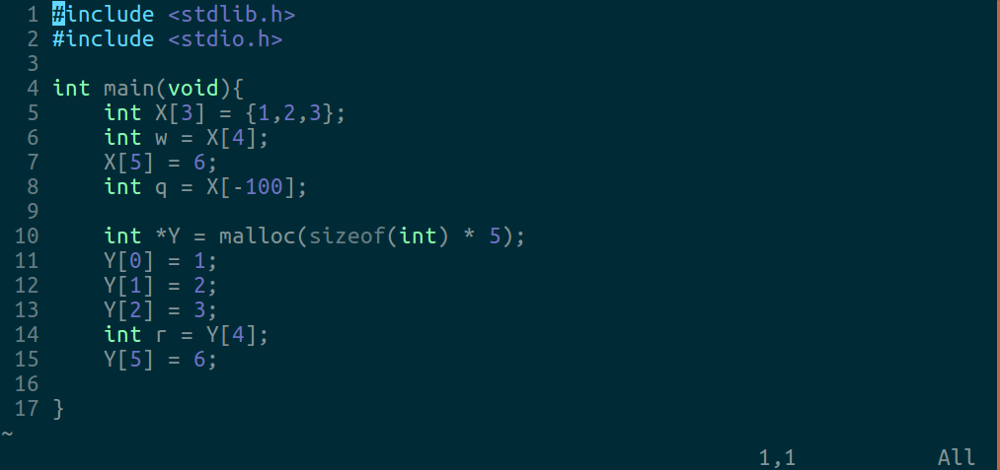 1 #include <stdlib.h>
2 #include <stdio.h>
3
4 int main(void){
5     int X[3] = {1,2,3};
6     int w = X[4];
7     X[5] = 6;
8     int q = X[-100];
9
10     int *Y = malloc(sizeof(int) * 5);
11     Y[0] = 1;
12     Y[1] = 2;
13     Y[2] = 3;
14     int r = Y[4];
15     Y[5] = 6;
16
17 }
~
1,1 All